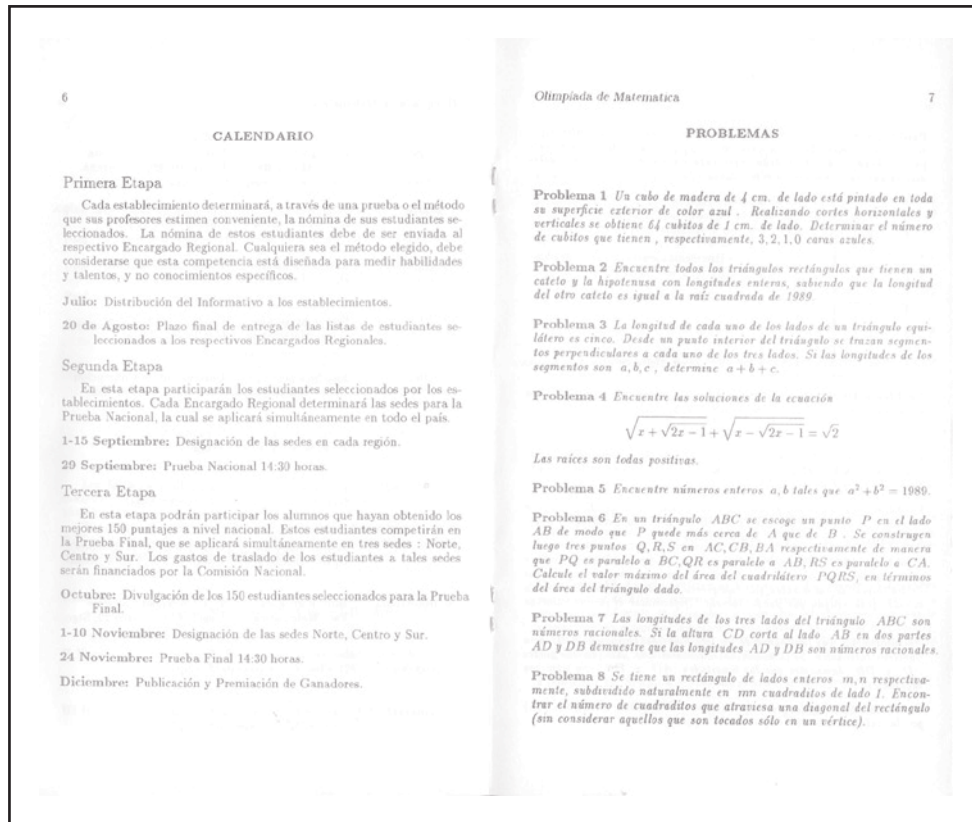 6
CALENDARIO
Primera Etapa
Cada establecimiento determinará, a través de una prueba o el método
que sus profesores estimen conveniente, la nómina de sus estudiantes se-
leccionados. La nómina de estos estudiantes debe de ser enviada al
respectivo Encargado Regional. Cualquiera sea el método elegido, debe
considerarse que esta competencia está diseñada para medir habilidades
y talentos, y no conocimientos específicos.
Julio: Distribución del Informativo a los establecimientos.
20 de Agosto: Plazo final de entrega de las listas de estudiantes se-
leccionados a los respectivos Encargados Regionales.
Segunda Etapa
En esta etapa participarán los estudiantes seleccionados por los es-
tablecimientos. Cada Encargado Regional determinará las sedes para la
Prueba Nacional, la cual se aplicará simultáneamente en todo el país.
1-15 Septiembre: Designación de las sedes en cada región.
29 Septiembre: Prueba Nacional 14:30 horas.
Tercera Etapa
En esta etapa podrán participar los alumnos que hayan obtenido los
mejores 150 puntajes a nivel nacional. Estos estudiantes competirán en
la Prueba Final, que se aplicará simultáneamente en tres sedes : Norte,
Centro y Sur. Los gastos de traslado de los estudiantes a tales sedes
serán financiados por la Comisión Nacional.
Octubre: Divulgación de los 150 estudiantes seleccionados para la Prueba
Final.
1-10 Noviembre: Designación de las sedes Norte, Centro y Sur.
24 Noviembre: Prueba Final 14:30 horas.
Diciembre: Publicación y Premiación de Ganadores.
Olimpíada de Matematica 7
PROBLEMAS
Problema 1 Un cubo de madera de 4 cm. de lado está pintado en toda
su superficie exterior de color azul . Realizando cortes horizontales y
verticales se obtiene 64 cubitos de 1 cm. de lado. Determinar el número
de cubitos que tienen , respectivamente, 3, 2, 1, 0 caras azules.
Problema 2 Encuentre todos los triángulos rectángulos que tienen un
cateto y la hipotenusa con longitudes enteras, sabiendo que la longitud
del otro cateto es igual a la raíz cuadrada de 1989.
Problema 3 La longitud de cada uno de los lados de un triángulo equi-
látero es cinco. Desde un punto interior del triángulo se trazan segmen-
tos perpendiculares a cada uno de los tres lados. Si las longitudes de los
segmentos son a, b, c , determine a + b + c.
Problema 4 Encuentre las soluciones de la ecuación
√(x + √(2x − 1)) + √(x − √(2x − 1)) = √2
Las raíces son todas positivas.
Problema 5 Encuentre números enteros a, b tales que a² + b² = 1989.
Problema 6 En un triángulo ABC se escoge un punto P en el lado
AB de modo que P quede más cerca de A que de B . Se construyen
luego tres puntos Q, R, S en AC, CB, BA respectivamente de manera
que PQ es paralelo a BC, QR es paralelo a AB, RS es paralelo a CA.
Calcule el valor máximo del área del cuadrilátero PQRS, en términos
del área del triángulo dado.
Problema 7 Las longitudes de los tres lados del triángulo ABC son
números racionales. Si la altura CD corta al lado AB en dos partes
AD y DB demuestre que las longitudes AD y DB son números racionales.
Problema 8 Se tiene un rectángulo de lados enteros m, n respectiva-
mente, subdividido naturalmente en mn cuadraditos de lado 1. Encon-
trar el número de cuadraditos que atraviesa una diagonal del rectángulo
(sin considerar aquellos que son tocados sólo en un vértice).